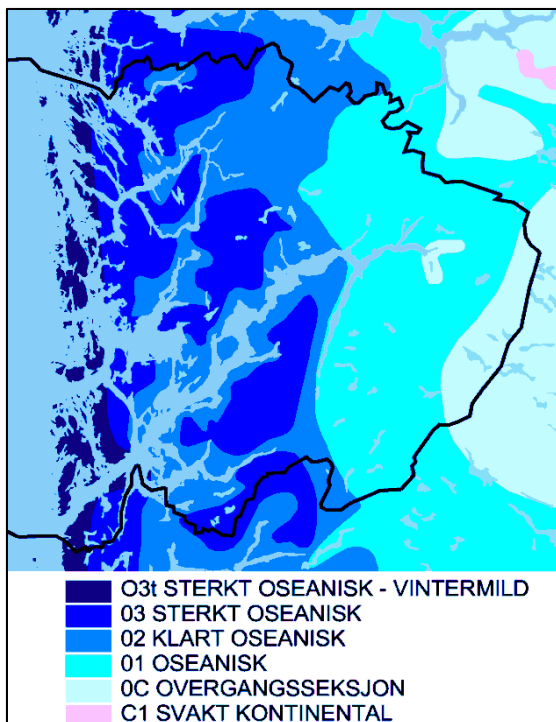 O3t STERKT OSEANISK - VINTERMILD
03 STERKT OSEANISK
02 KLART OSEANISK
01 OSEANISK
0C OVERGANGSSEKSJON
C1 SVAKT KONTINENTAL